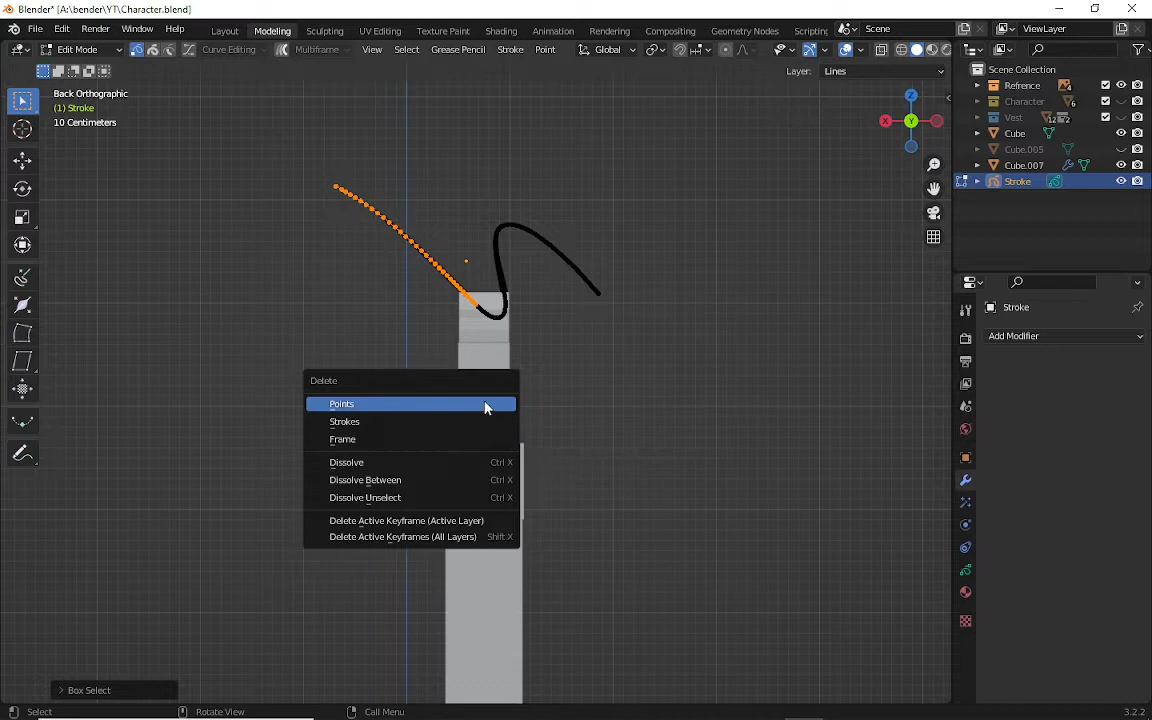 Blender* [A:\bender\YT\Character.blend]
File Edit Render Window Help Layout Modeling Sculpting UV Editing Texture Paint Shading Animation Rendering Compositing Geometry Nodes Scripting Scene ViewLayer
Edit Mode Curve Editing Multiframe View Select Grease Pencil Stroke Point Global
Layer: Lines
Back Orthographic
(1) Stroke
10 Centimeters
Z
X Y
Scene Collection
Refrence 4
Character 6
Vest 12 2
Cube
Cube.005
Cube.007
Stroke
Stroke
Add Modifier
Delete
Points
Strokes
Frame
Dissolve Ctrl X
Dissolve Between Ctrl X
Dissolve Unselect Ctrl X
Delete Active Keyframe (Active Layer)
Delete Active Keyframes (All Layers) Shift X
> Box Select
Select Rotate View Call Menu 3.2.2